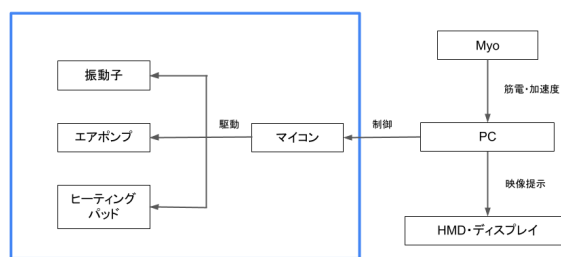 Myo
振動子
筋電・加速度
エアポンプ
駆動
マイコン
制御
PC
ヒーティング
パッド
映像提示
HMD・ディスプレイ